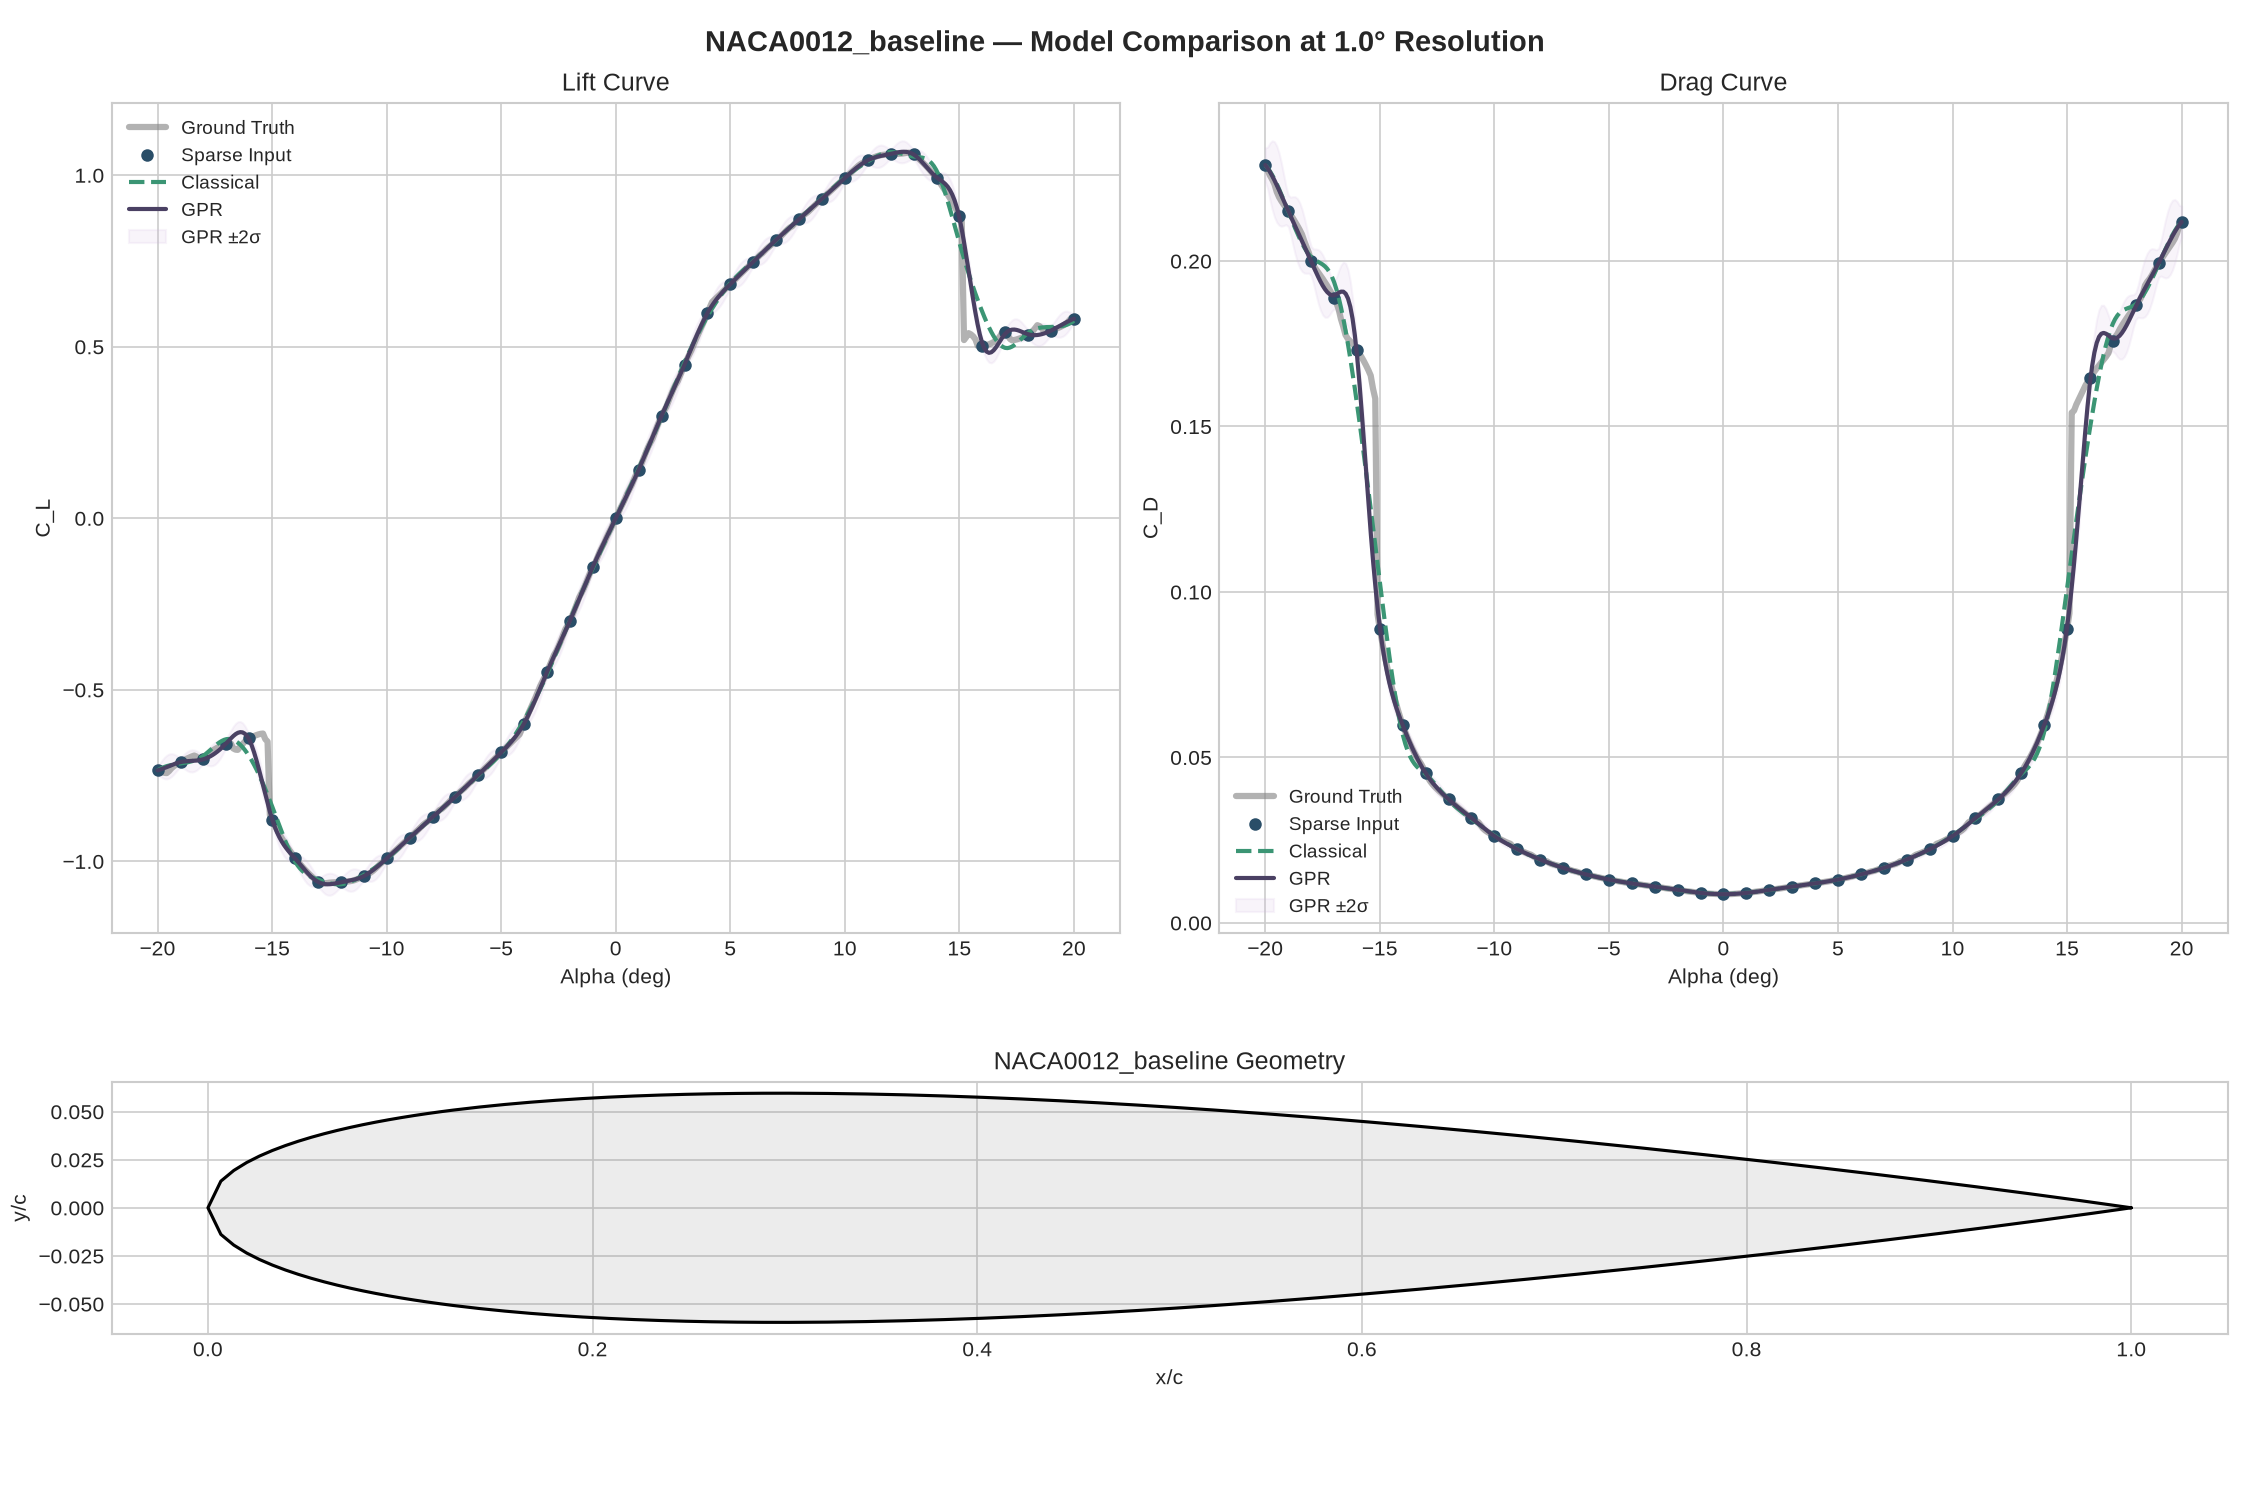 NACA0012_baseline — Model Comparison at 1.0° Resolution
Lift Curve
Ground Truth
Sparse Input
Classical
GPR
GPR ±2σ
C_L
1.0
0.5
0.0
−0.5
−1.0
−20 −15 −10 −5 0 5 10 15 20
Alpha (deg)
Drag Curve
C_D
0.20
0.15
0.10
0.05
0.00
Ground Truth
Sparse Input
Classical
GPR
GPR ±2σ
−20 −15 −10 −5 0 5 10 15 20
Alpha (deg)
NACA0012_baseline Geometry
y/c
0.050
0.025
0.000
−0.025
−0.050
0.0 0.2 0.4 0.6 0.8 1.0
x/c